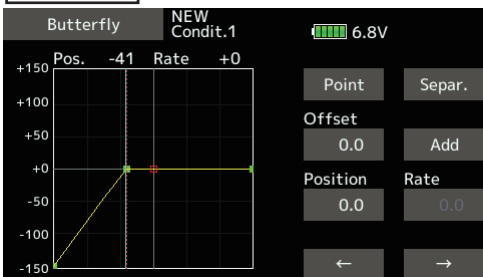 Butterfly
NEW
Condit.1
6.8V
Pos. -41 Rate +0
+150
+100
+50
+0
-50
-100
-150
Point
Separ.
Offset
0.0
Add
Position
Rate
0.0
0.0
←
→